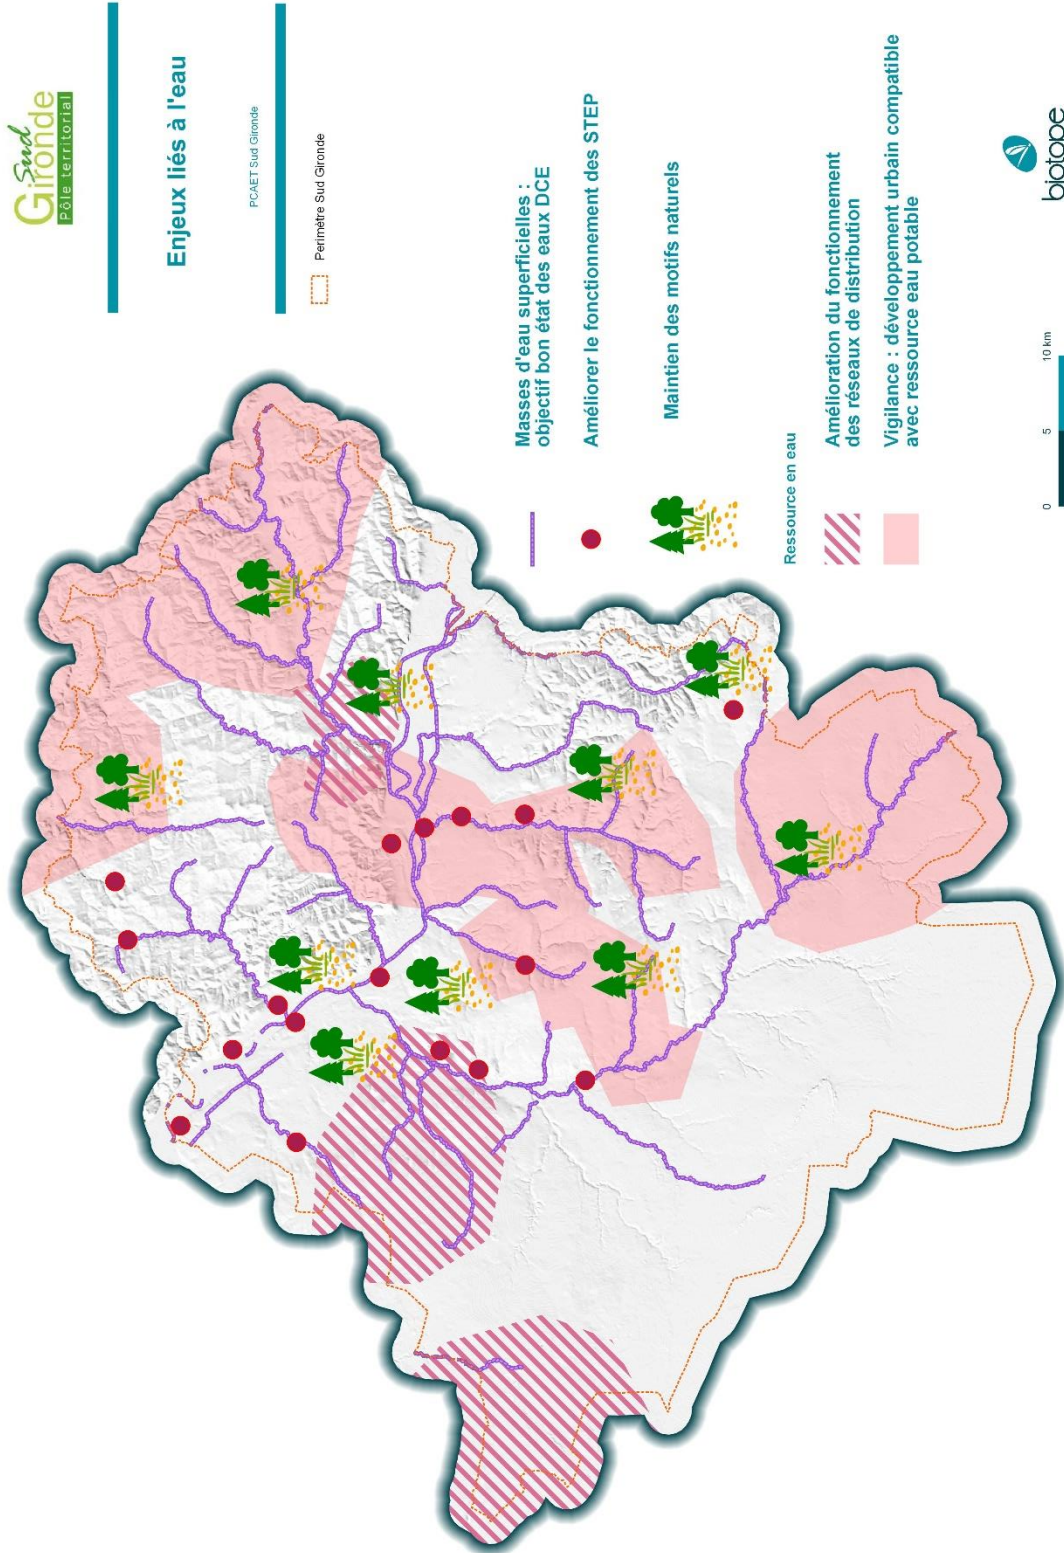 Sud
Gironde
Pôle territorial
Enjeux liés à l'eau
PCAET Sud Gironde
Perimètre Sud Gironde
Masses d'eau superficielles :
objectif bon état des eaux DCE
Améliorer le fonctionnement des STEP
Maintien des motifs naturels
Ressource en eau
Amélioration du fonctionnement
des réseaux de distribution
Vigilance : développement urbain compatible
avec ressource eau potable
0 5 10 km
biotope